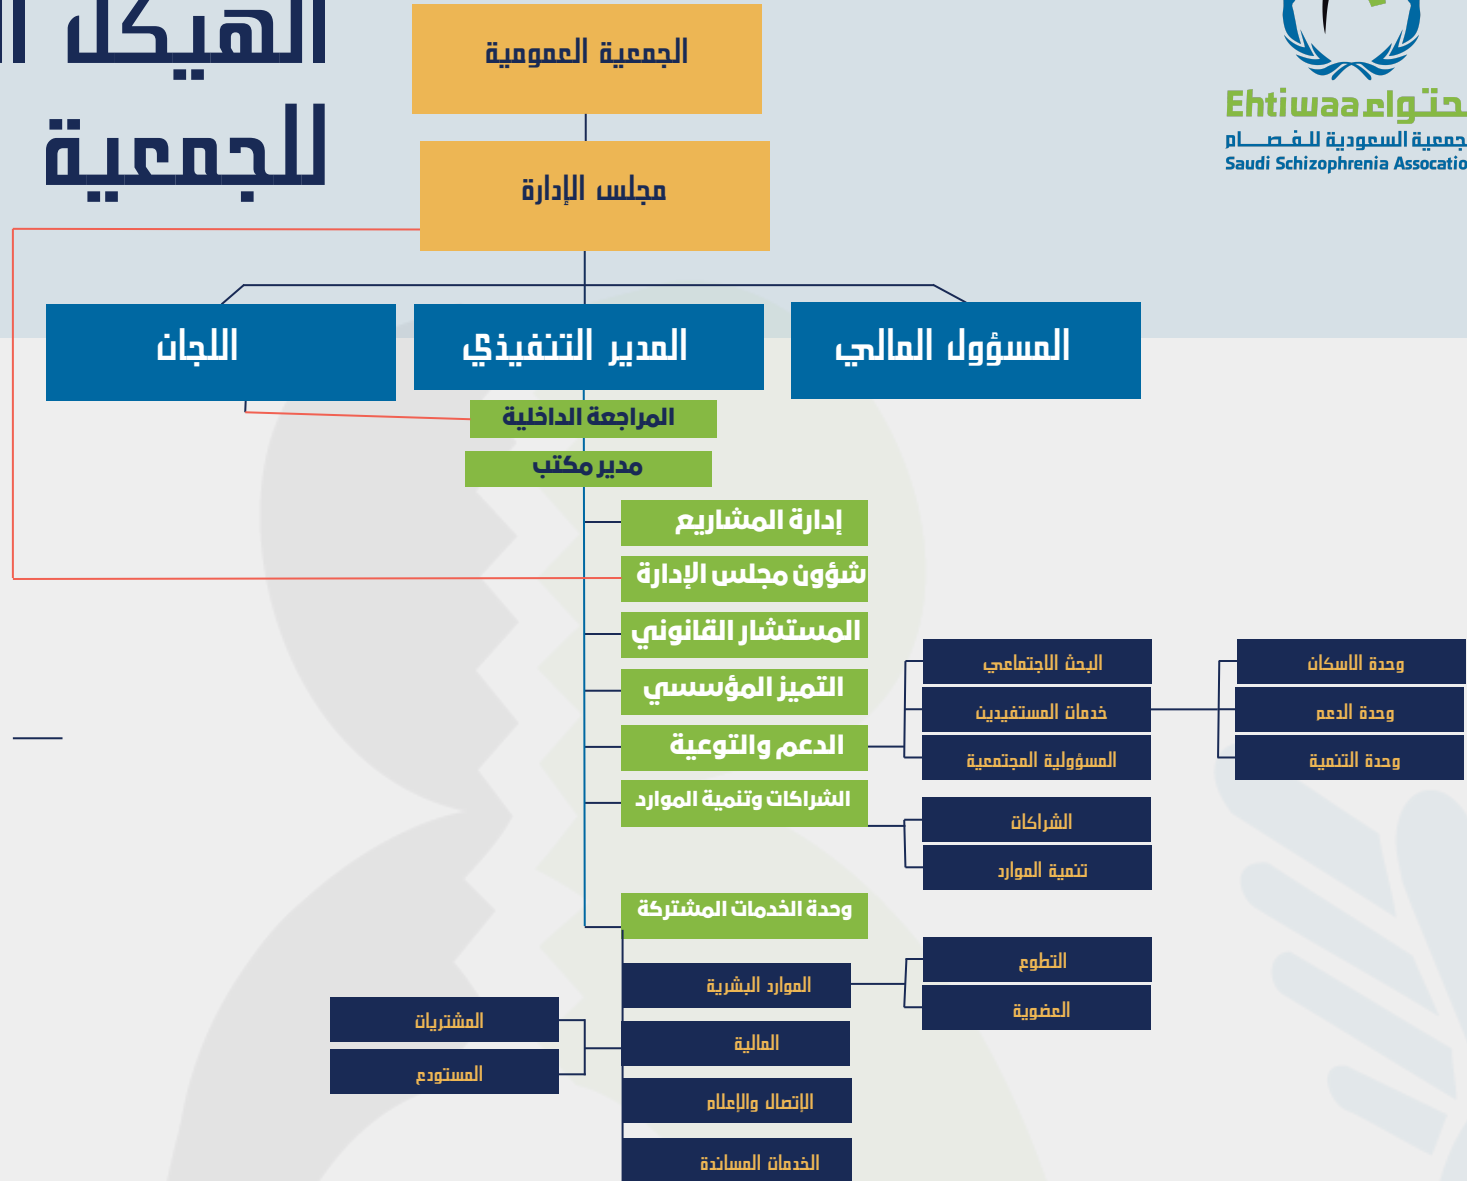 الهيكل ال
للجمعية
Ehtiwaa حتواء
جمعية السعودية للفصام
Saudi Schizophrenia Assocatio
الجمعية العمومية
مجلس الإدارة
المسؤول المالي
المدير التنفيذي
اللجان
المراجعة الداخلية
مدير مكتب
إدارة المشاريع
شؤون مجلس الإدارة
المستشار القانوني
التميز المؤسسي
الدعم والتوعية
البحث الاجتماعي
خدمات المستفيدين
المسؤولية المجتمعية
وحدة الاسكان
وحدة الدعم
وحدة التنمية
الشراكات وتنمية الموارد
الشراكات
تنمية الموارد
وحدة الخدمات المشتركة
الموارد البشرية
التطوع
العضوية
المالية
المشتريات
المستودع
الإتصال والإعلام
الخدمات المساندة